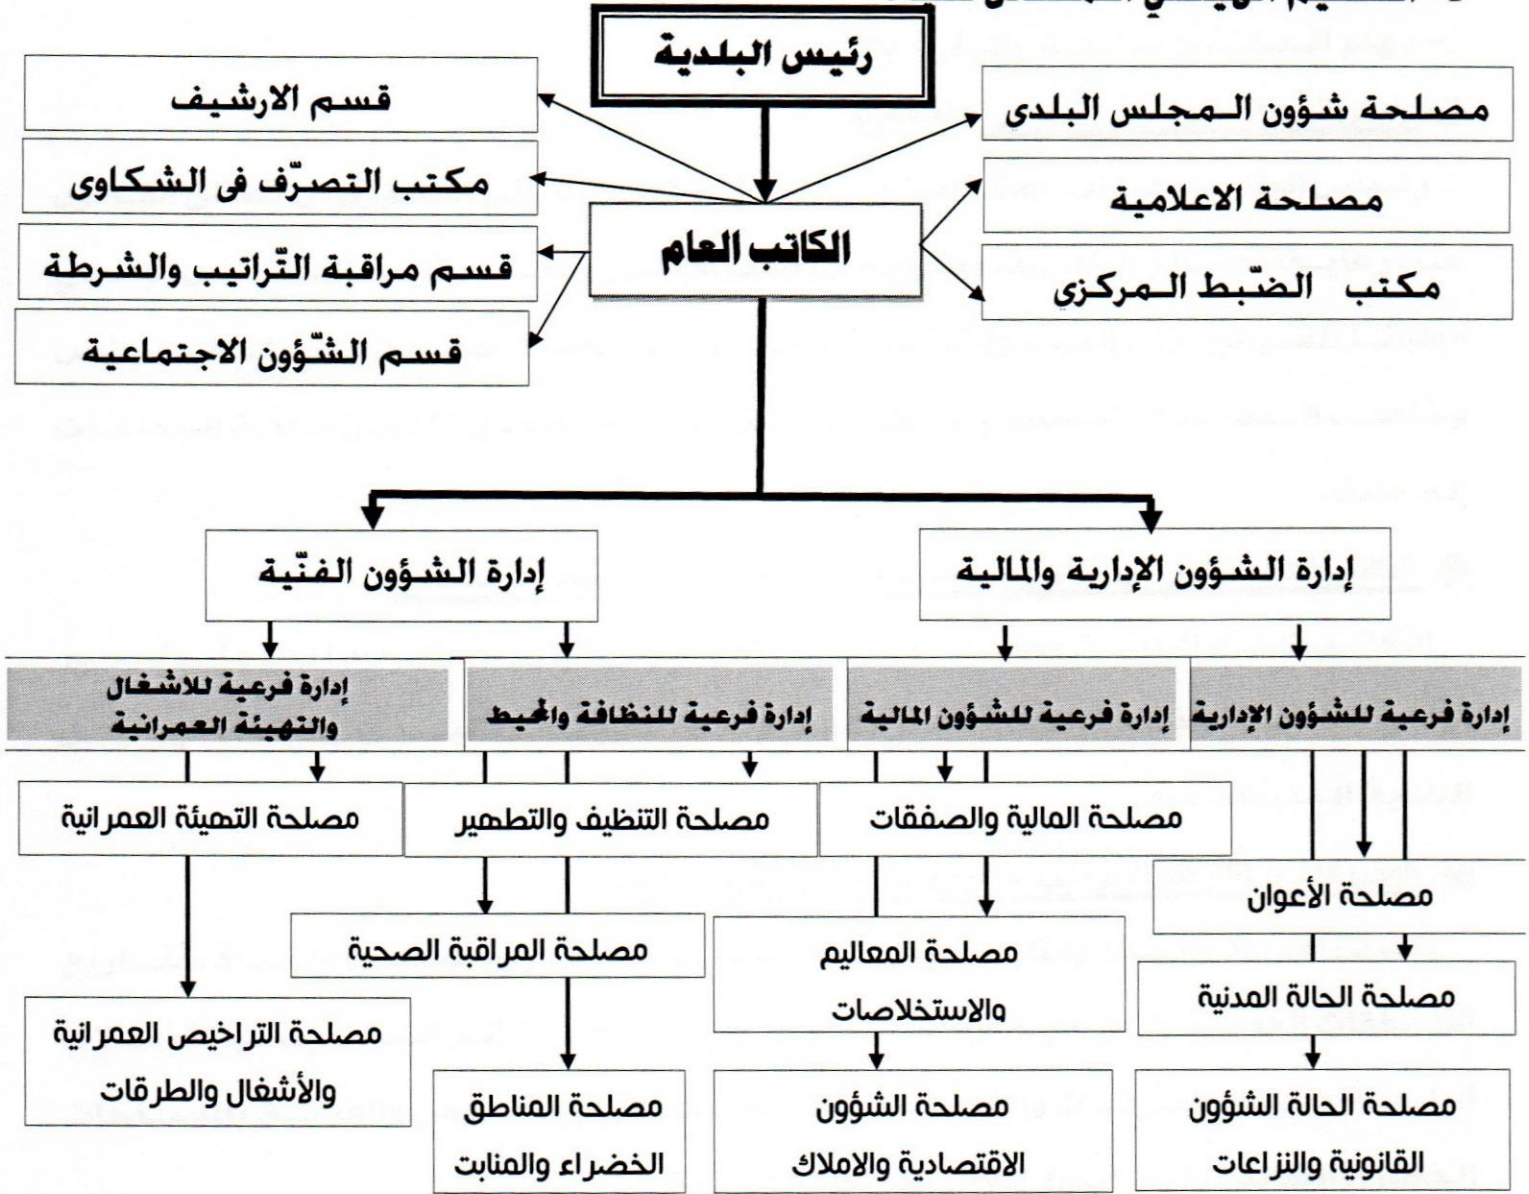 رئيس البلدية
مصلحة شؤون الـمجلس البلدى
قسم الارشيف
مصلحة الاعلامية
مكتب التصرّف فى الشكاوى
الكاتب العام
مكتب الضّبط الـمركزي
قسم مراقبة التّراتيب والشرطة
قسم الشّؤون الاجتماعية
إدارة الشؤون الإدارية والمالية
إدارة الشؤون الفنّية
إدارة فرعية للشؤون الإدارية
إدارة فرعية للشؤون المالية
إدارة فرعية للنظافة والمحيط
إدارة فرعية للاشغال
والتهيئة العمرانية
مصلحة المالية والصفقات
مصلحة التنظيف والتطهير
مصلحة التهيئة العمرانية
مصلحة الأعوان
مصلحة المعاليم
والاستخلاصات
مصلحة المراقبة الصحية
مصلحة الحالة المدنية
مصلحة التراخيص العمرانية
والأشغال والطرقات
مصلحة الحالة الشؤون
القانونية والنزاعات
مصلحة الشؤون
الاقتصادية والاملاك
مصلحة المناطق
الخضراء والمنابت